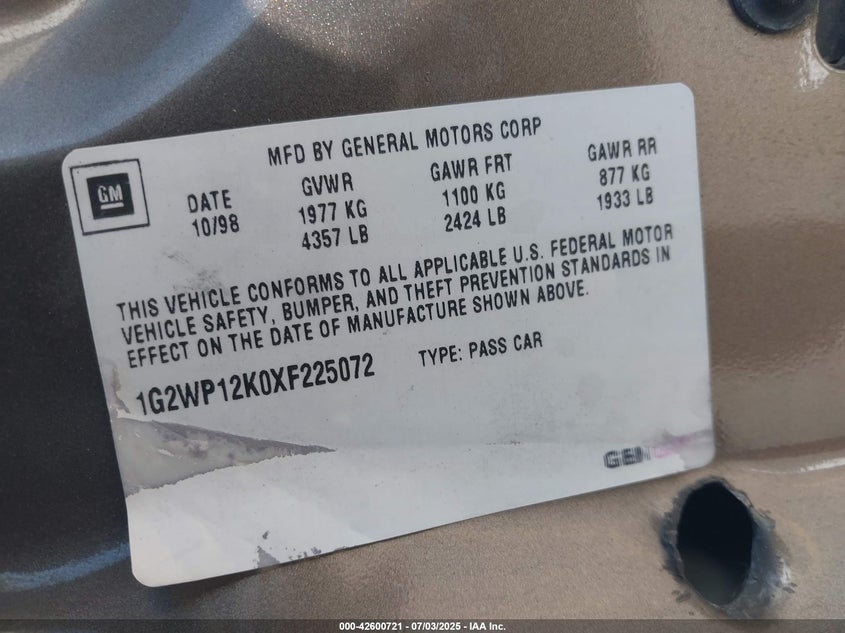 MFD BY GENERAL MOTORS CORP
GM
DATE GVWR GAWR FRT GAWR RR
10/98 1977 KG 1100 KG 877 KG
4357 LB 2424 LB 1933 LB
THIS VEHICLE CONFORMS TO ALL APPLICABLE U.S. FEDERAL MOTOR
VEHICLE SAFETY, BUMPER, AND THEFT PREVENTION STANDARDS IN
EFFECT ON THE DATE OF MANUFACTURE SHOWN ABOVE.
1G2WP12K0XF225072 TYPE: PASS CAR
000-42600721 - 07/03/2025 - IAA Inc.